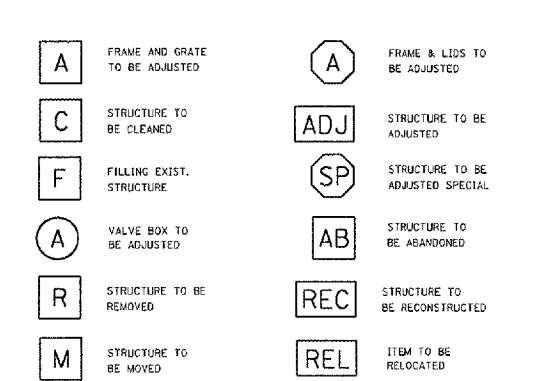 A FRAME AND GRATE
TO BE ADJUSTED
C STRUCTURE TO
BE CLEANED
F FILLING EXIST.
STRUCTURE
A VALVE BOX TO
BE ADJUSTED
R STRUCTURE TO BE
REMOVED
M STRUCTURE TO
BE MOVED
A FRAME & LIDS TO
BE ADJUSTED
ADJ STRUCTURE TO BE
ADJUSTED
SP STRUCTURE TO BE
ADJUSTED SPECIAL
AB STRUCTURE TO
BE ABANDONED
REC STRUCTURE TO
BE RECONSTRUCTED
REL ITEM TO BE
RELOCATED